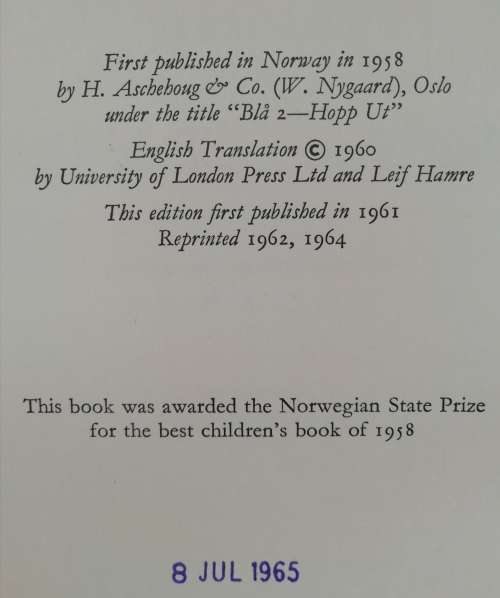 First published in Norway in 1958
by H. Aschehoug & Co. (W. Nygaard), Oslo
under the title “Blå 2—Hopp Ut”
English Translation © 1960
by University of London Press Ltd and Leif Hamre
This edition first published in 1961
Reprinted 1962, 1964
This book was awarded the Norwegian State Prize
for the best children’s book of 1958
8 JUL 1965